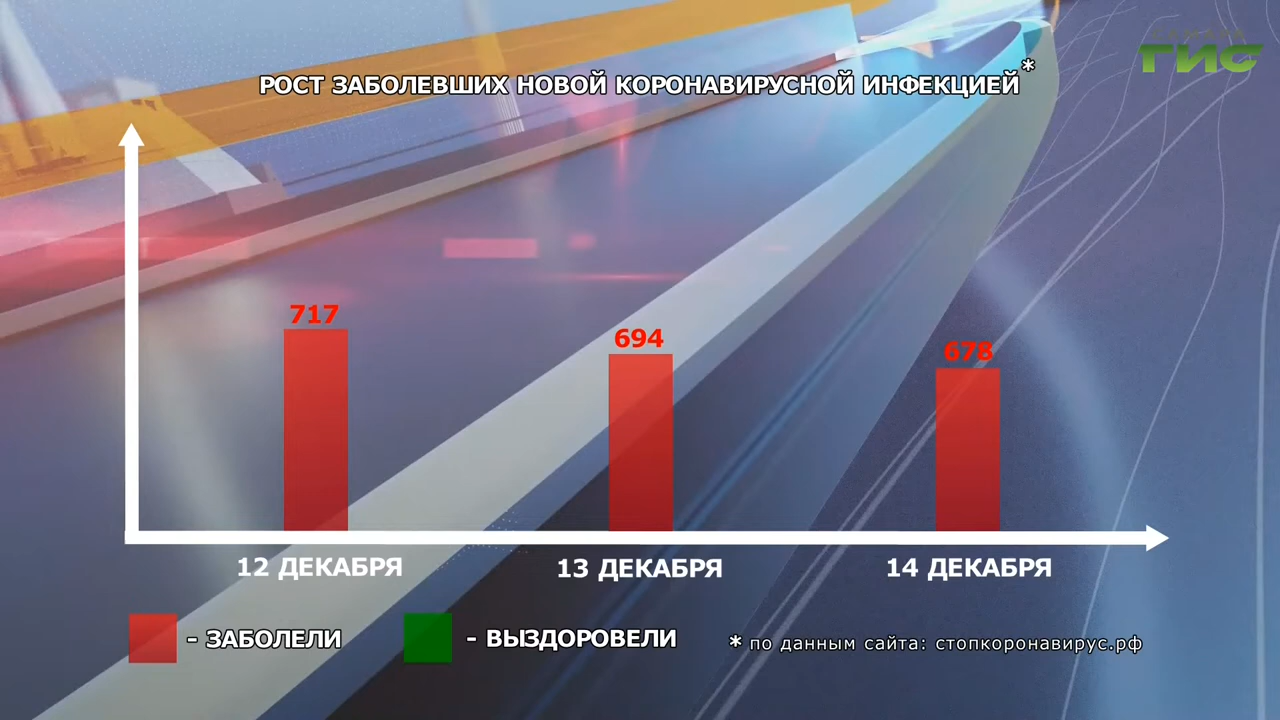 САМАРА
ГИС
РОСТ ЗАБОЛЕВШИХ НОВОЙ КОРОНАВИРУСНОЙ ИНФЕКЦИЕЙ*
717
694
678
12 ДЕКАБРЯ
13 ДЕКАБРЯ
14 ДЕКАБРЯ
- ЗАБОЛЕЛИ
- ВЫЗДОРОВЕЛИ
* по данным сайта: стопкоронавирус.рф